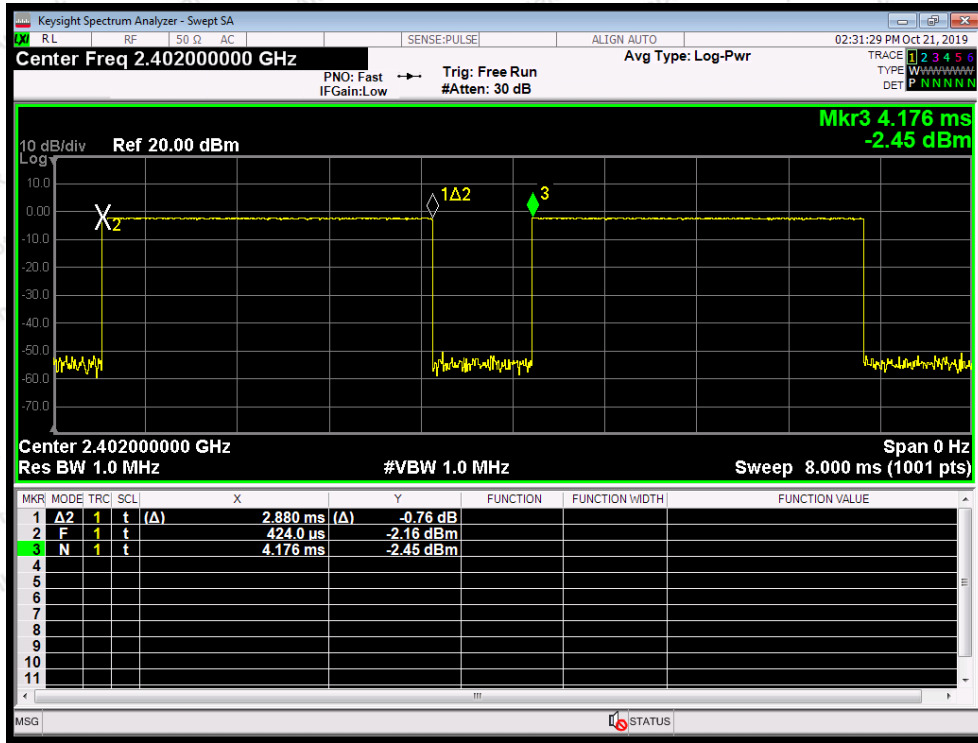 Keysight Spectrum Analyzer - Swept SA
LXI RL RF 50 Ω AC SENSE:PULSE ALIGN AUTO 02:31:29 PM Oct 21, 2019
Center Freq 2.402000000 GHz Avg Type: Log-Pwr TRACE 1 2 3 4 5 6
PNO: Fast Trig: Free Run TYPE WWWWWW
IFGain:Low #Atten: 30 dB DET P N N N N N
Mkr3 4.176 ms
10 dB/div Ref 20.00 dBm -2.45 dBm
Log
10.0
1Δ2 3
0.00
2
-10.0
-20.0
-30.0
-40.0
-50.0
-60.0
-70.0
Center 2.402000000 GHz Span 0 Hz
Res BW 1.0 MHz #VBW 1.0 MHz Sweep 8.000 ms (1001 pts)
MKR MODE TRC SCL X Y FUNCTION FUNCTION WIDTH FUNCTION VALUE
1 Δ2 1 t (Δ) 2.880 ms (Δ) -0.76 dB
2 F 1 t 424.0 µs -2.16 dBm
3 N 1 t 4.176 ms -2.45 dBm
4
5
6
7
8
9
10
11
MSG STATUS